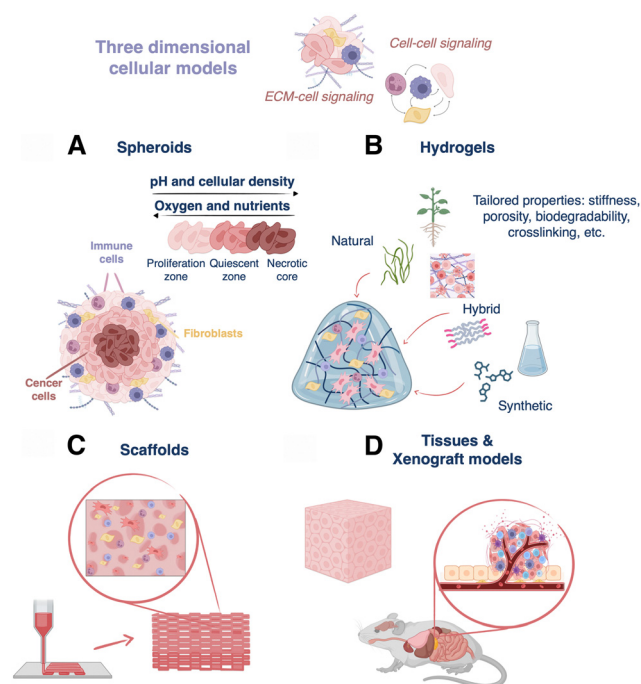 Three dimensional
cellular models
Cell-cell signaling
ECM-cell signaling
A
Spheroids
pH and cellular density
Oxygen and nutrients
Proliferation
zone
Quiescent
zone
Necrotic
core
Immune
cells
Fibroblasts
Cencer
cells
B
Hydrogels
Tailored properties: stiffness,
porosity, biodegradability,
crosslinking, etc.
Natural
Hybrid
Synthetic
C
Scaffolds
D
Tissues &
Xenograft models